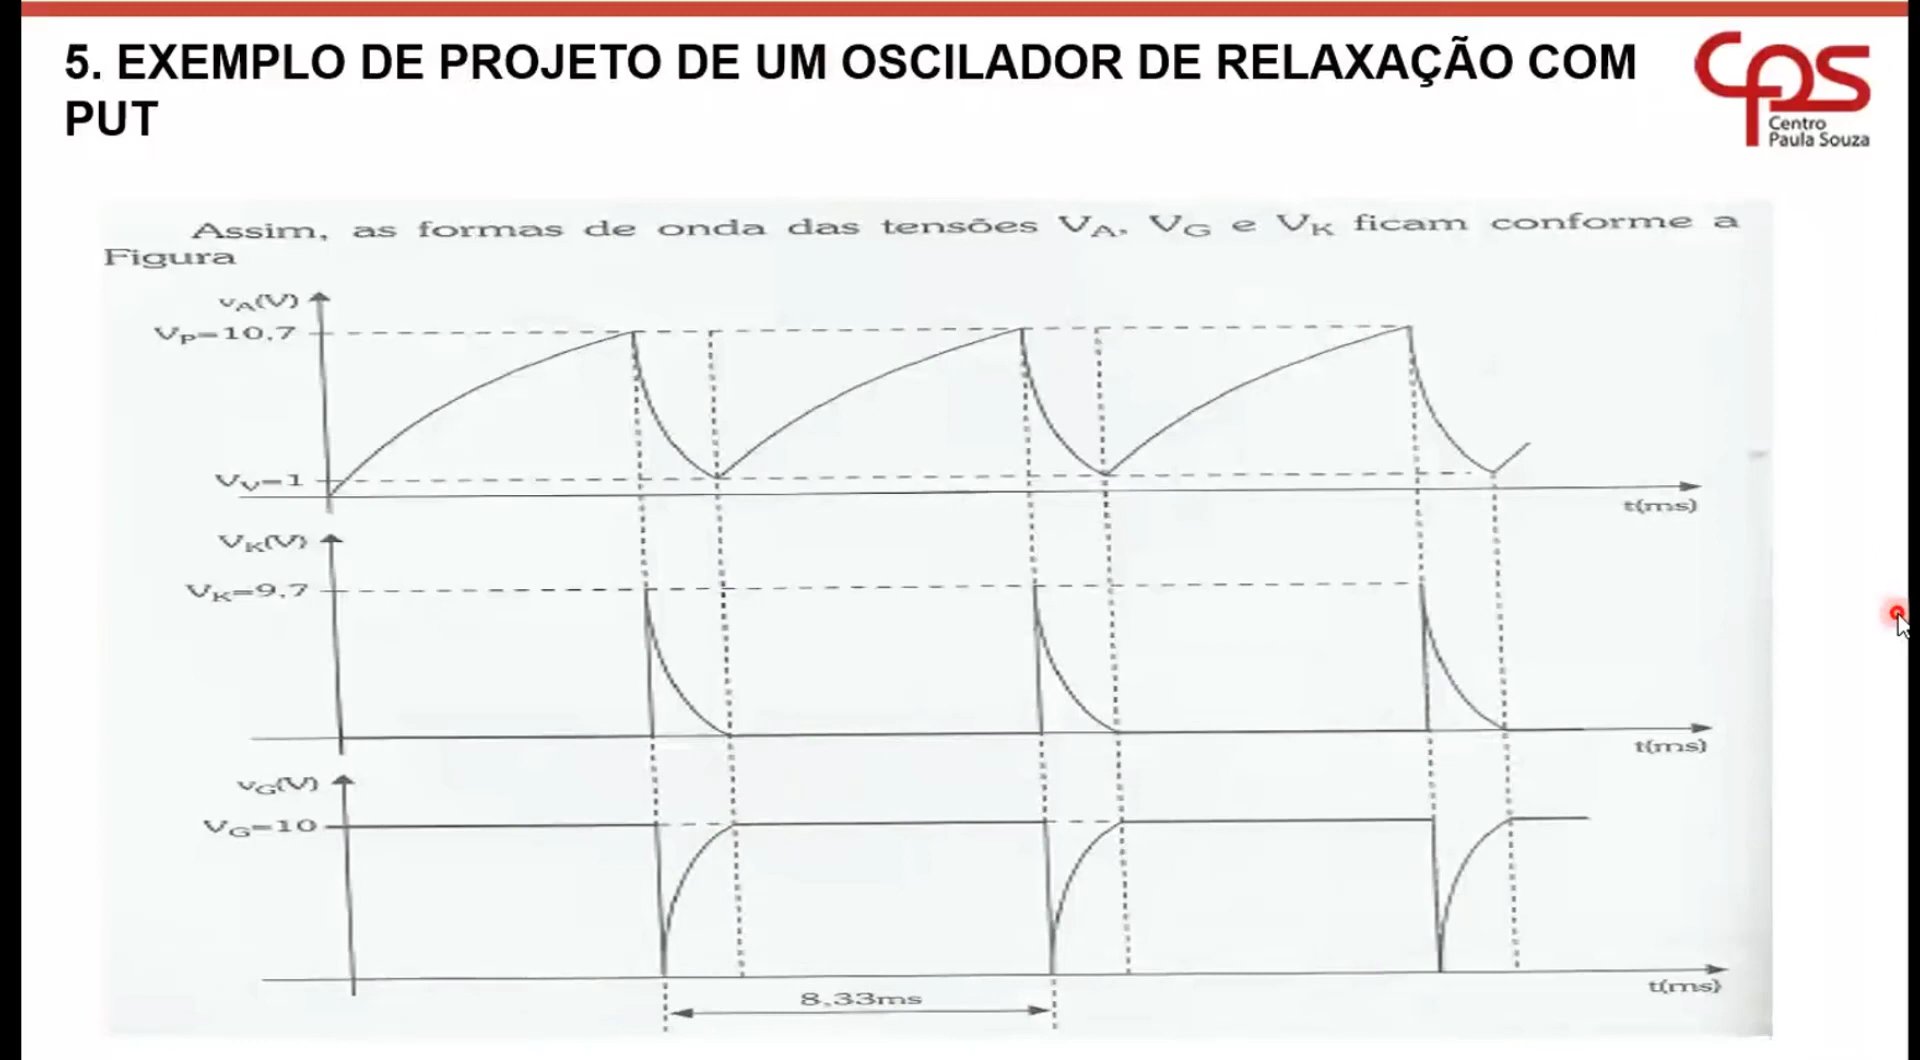 5. EXEMPLO DE PROJETO DE UM OSCILADOR DE RELAXAÇÃO COM
PUT
CPS
Centro
Paula Souza
Assim, as formas de onda das tensões VA, VG e VK ficam conforme a
Figura
vA(V)
VP=10,7
VV=1
t(ms)
VK(V)
VK=9,7
t(ms)
vG(V)
VG=10
t(ms)
8,33ms